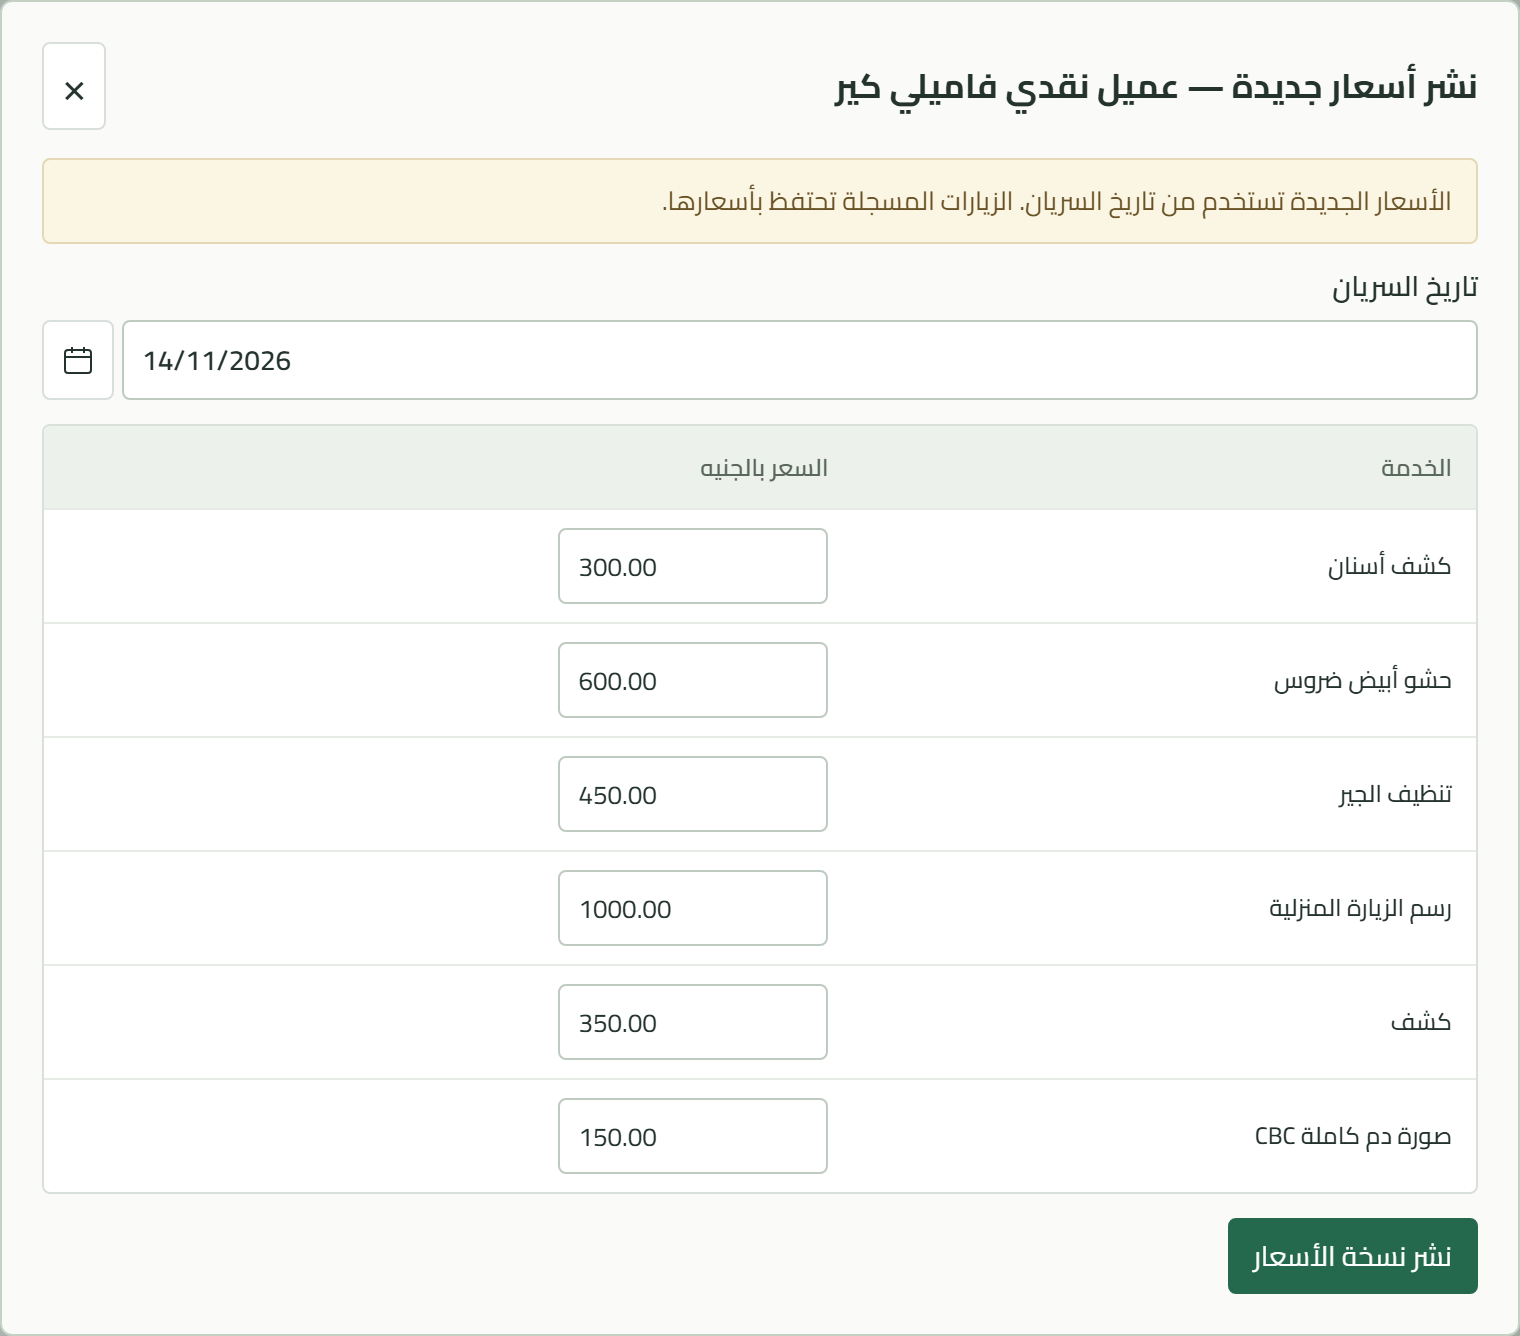 نشر أسعار جديدة — عميل نقدي فاميلي كير
الأسعار الجديدة تستخدم من تاريخ السريان. الزيارات المسجلة تحتفظ بأسعارها.
تاريخ السريان
14/11/2026
الخدمة السعر بالجنيه
كشف أسنان 300.00
حشو أبيض ضروس 600.00
تنظيف الجير 450.00
رسم الزيارة المنزلية 1000.00
كشف 350.00
صورة دم كاملة CBC 150.00
نشر نسخة الأسعار